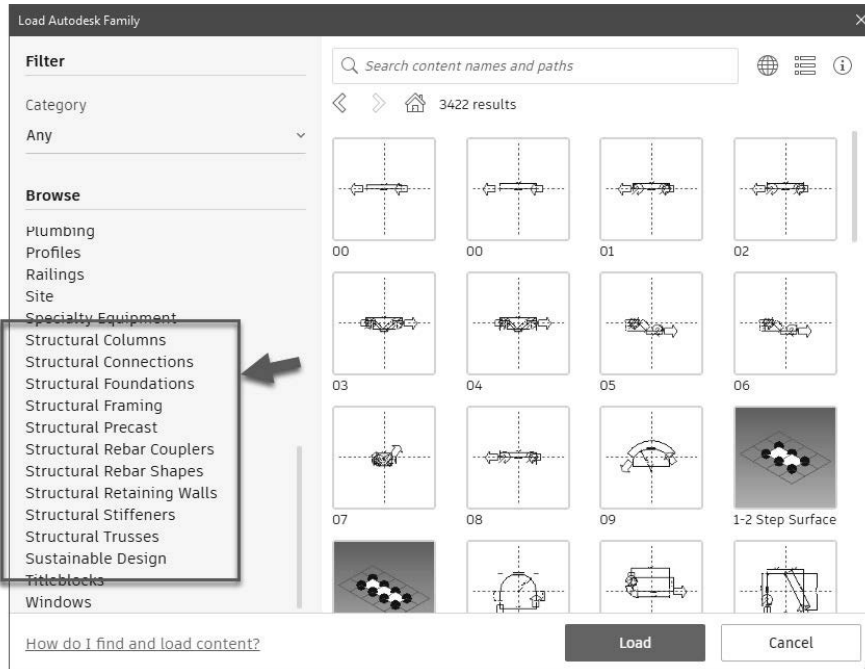 Load Autodesk Family
Filter
Category
Any
Browse
Plumbing
Profiles
Railings
Site
Specialty Equipment
Structural Columns
Structural Connections
Structural Foundations
Structural Framing
Structural Precast
Structural Rebar Couplers
Structural Rebar Shapes
Structural Retaining Walls
Structural Stiffeners
Structural Trusses
Sustainable Design
Titleblocks
Windows
Search content names and paths
3422 results
00 00 01 02
03 04 05 06
07 08 09 1-2 Step Surface
How do I find and load content?
Load Cancel